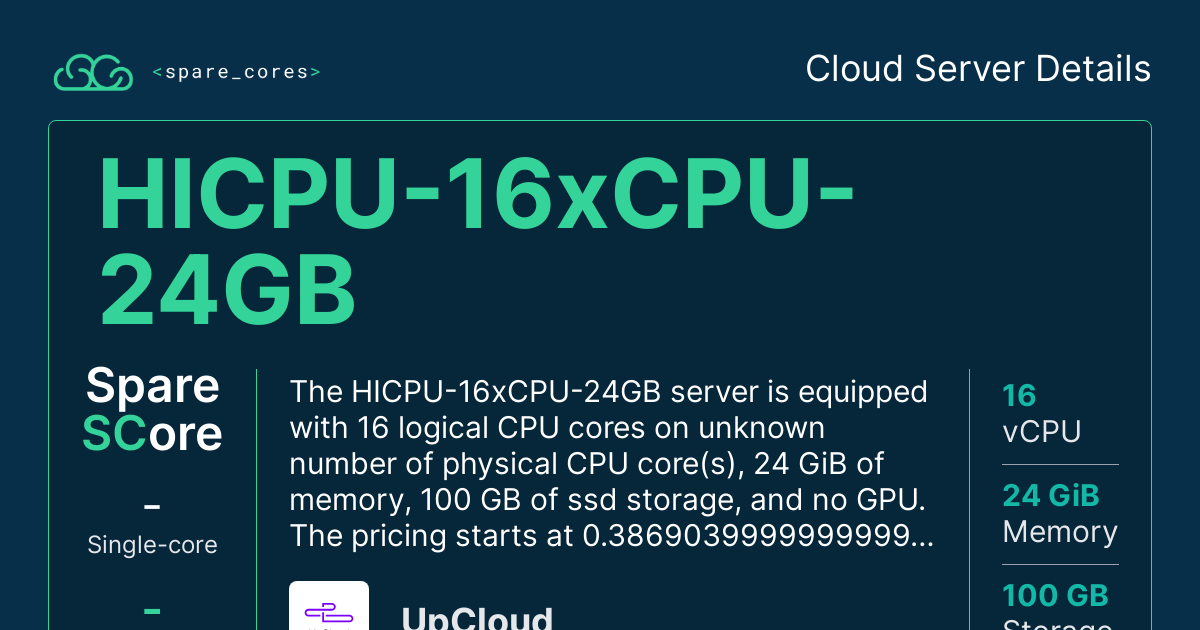 <spare_cores>
Cloud Server Details
HICPU-16xCPU-
24GB
Spare
SCore
–
Single-core
-
The HICPU-16xCPU-24GB server is equipped
with 16 logical CPU cores on unknown
number of physical CPU core(s), 24 GiB of
memory, 100 GB of ssd storage, and no GPU.
The pricing starts at 0.3869039999999999...
UpCloud
16
vCPU
24 GiB
Memory
100 GB
Storage